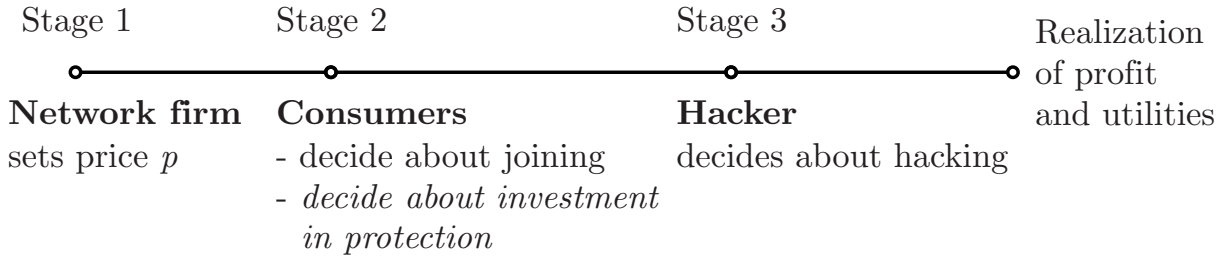 Stage 1
Stage 2
Stage 3
Realization
of profit
and utilities
Network firm
sets price p
Consumers
- decide about joining
- decide about investment
in protection
Hacker
decides about hacking